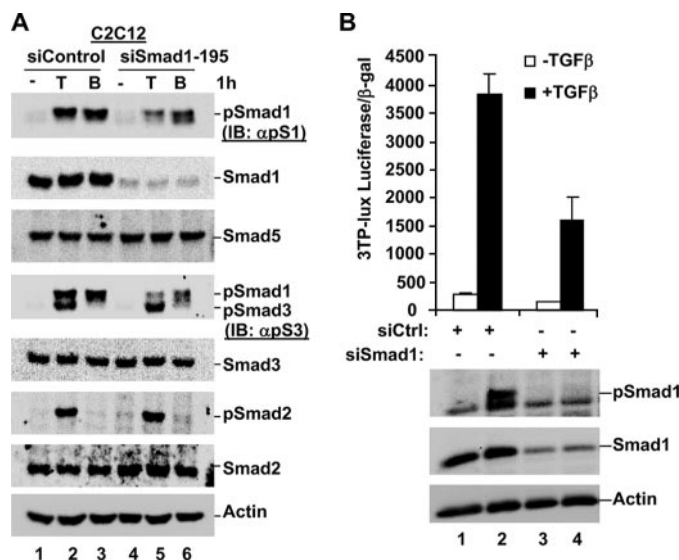 A
C2C12
siControl siSmad1-195
- T B - T B 1h
pSmad1
(IB: αpS1)
Smad1
Smad5
pSmad1
pSmad3
(IB: αpS3)
Smad3
pSmad2
Smad2
Actin
1 2 3 4 5 6
B
3TP-lux Luciferase/β-gal
4500
4000
3500
3000
2500
2000
1500
1000
500
0
-TGFβ
+TGFβ
siCtrl: + + - -
siSmad1: - - + +
pSmad1
Smad1
Actin
1 2 3 4